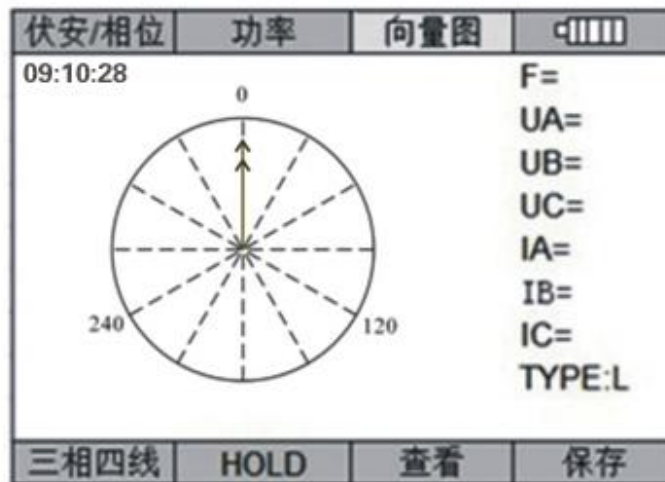 伏安/相位 功率 向量图
09:10:28
0
240
120
F=
UA=
UB=
UC=
IA=
IB=
IC=
TYPE:L
三相四线 HOLD 查看 保存